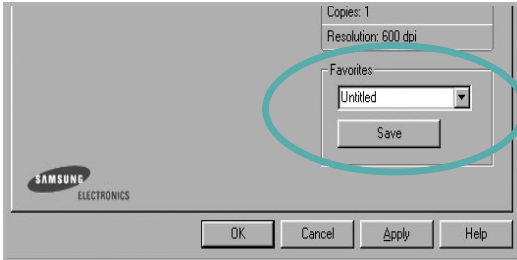 Copies: 1
Resolution: 600 dpi
Favorites
Untitled
Save
SAMSUNG
ELECTRONICS
OK Cancel Apply Help